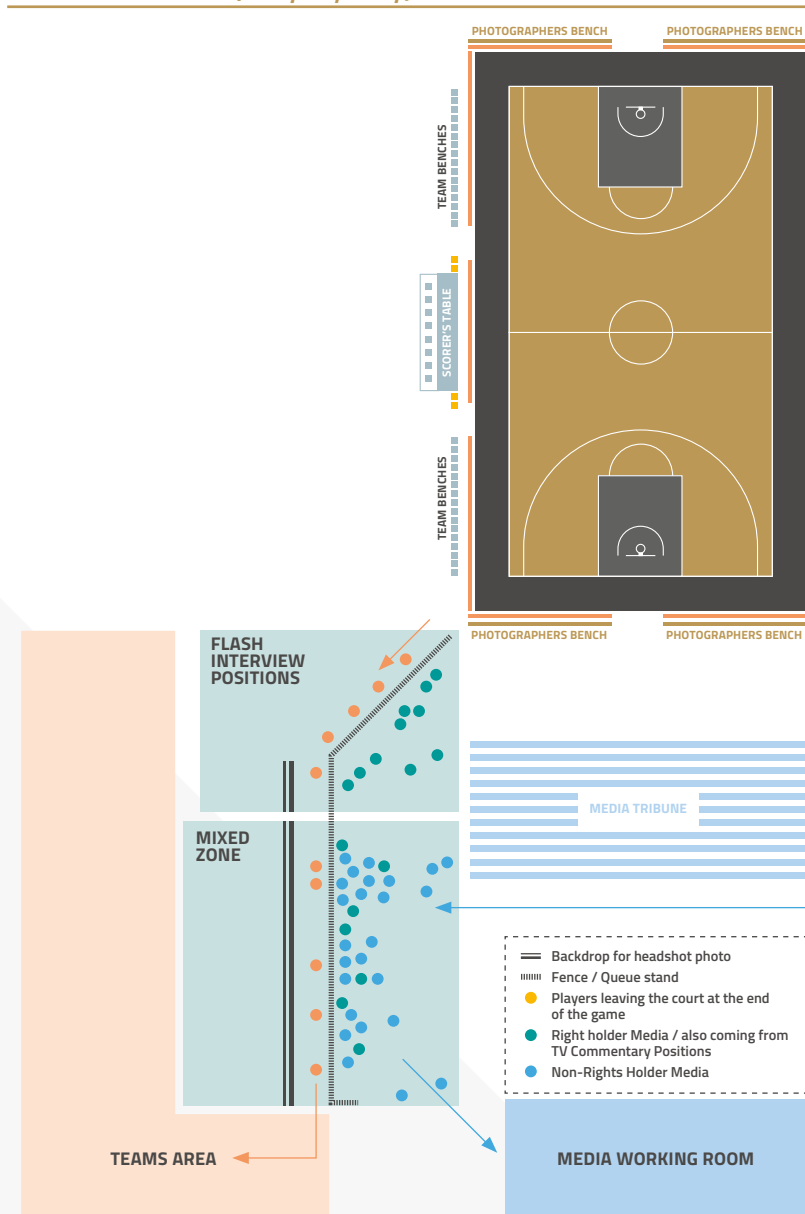 PHOTOGRAPHERS BENCH
PHOTOGRAPHERS BENCH
TEAM BENCHES
SCORER'S TABLE
TEAM BENCHES
PHOTOGRAPHERS BENCH
PHOTOGRAPHERS BENCH
FLASH
INTERVIEW
POSITIONS
MEDIA TRIBUNE
MIXED
ZONE
Backdrop for headshot photo
Fence / Queue stand
Players leaving the court at the end
of the game
Right holder Media / also coming from
TV Commentary Positions
Non-Rights Holder Media
TEAMS AREA
MEDIA WORKING ROOM